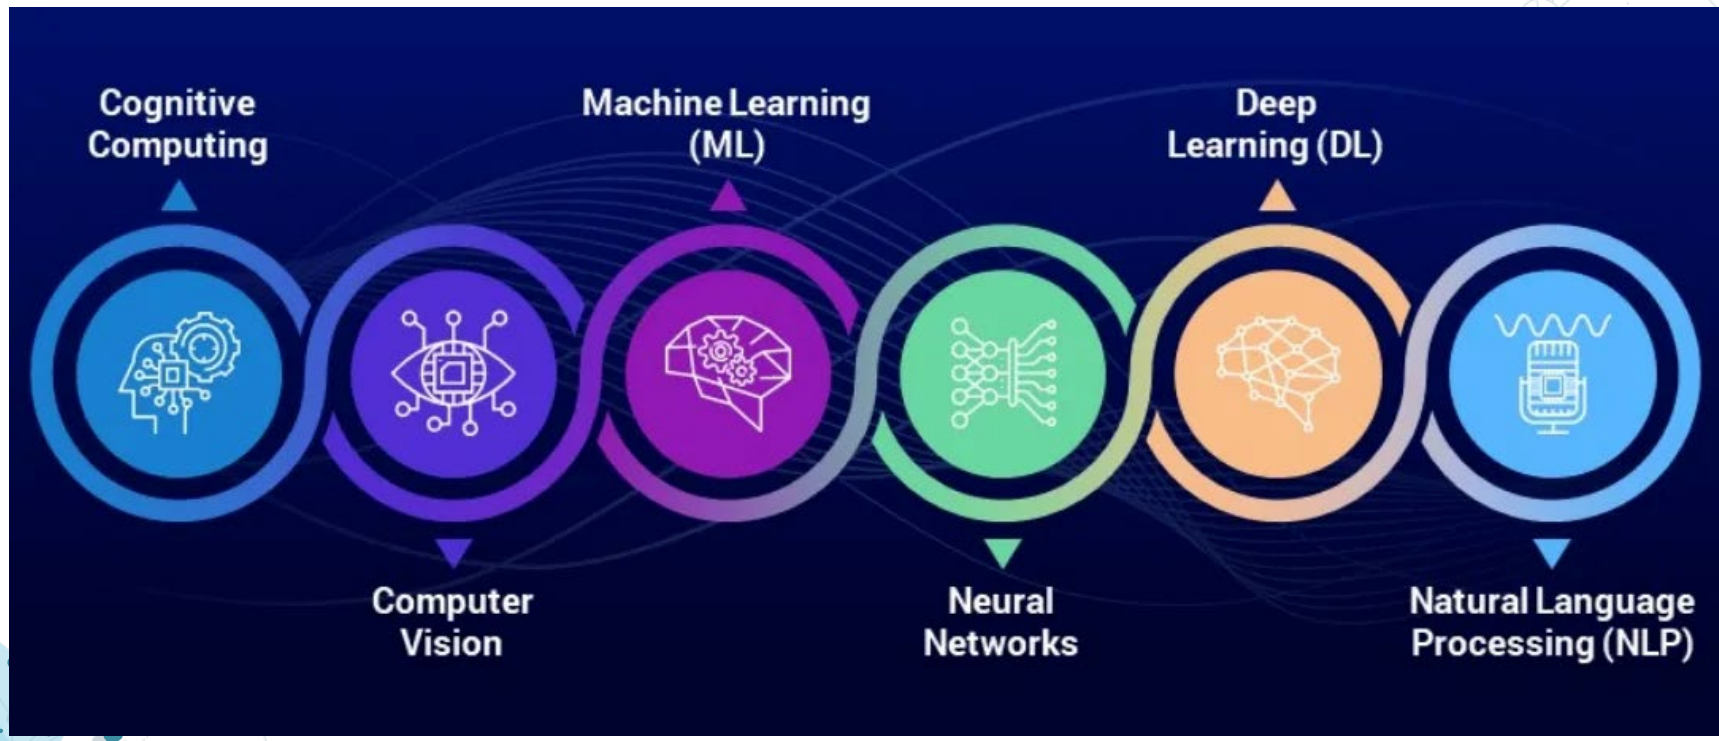 Cognitive
Computing
Machine Learning
(ML)
Deep
Learning (DL)
Computer
Vision
Neural
Networks
Natural Language
Processing (NLP)